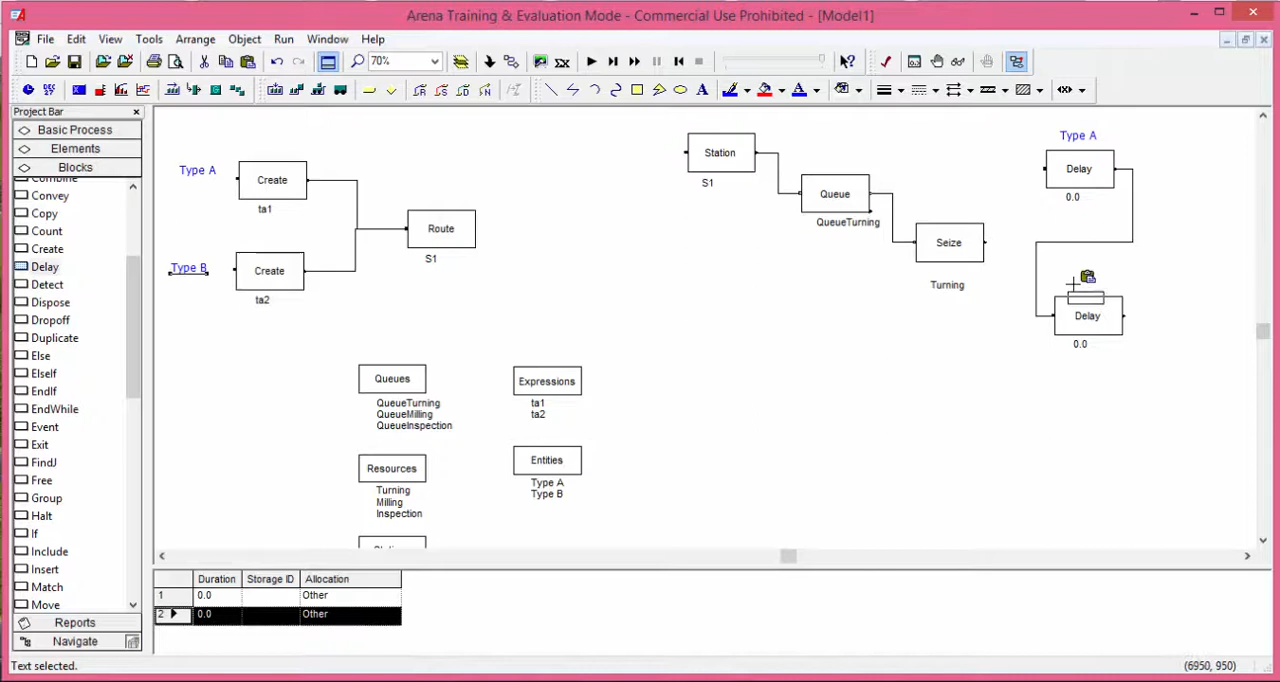 Arena Training & Evaluation Mode - Commercial Use Prohibited - [Model1]
File Edit View Tools Arrange Object Run Window Help
70%
Project Bar
Basic Process
Elements
Blocks
Convey
Copy
Count
Create
Delay
Detect
Dispose
Dropoff
Duplicate
Else
ElseIf
EndIf
EndWhile
Event
Exit
FindJ
Free
Group
Halt
If
Include
Insert
Match
Move
Reports
Navigate
Type A
Create
ta1
Type B
Create
ta2
Route
S1
Station
S1
Queue
QueueTurning
Seize
Turning
Type A
Delay
0.0
Delay
0.0
Queues
QueueTurning
QueueMilling
QueueInspection
Expressions
ta1
ta2
Resources
Turning
Milling
Inspection
Entities
Type A
Type B
Duration Storage ID Allocation
1 0.0 Other
2 0.0 Other
Text selected.
(6950, 950)